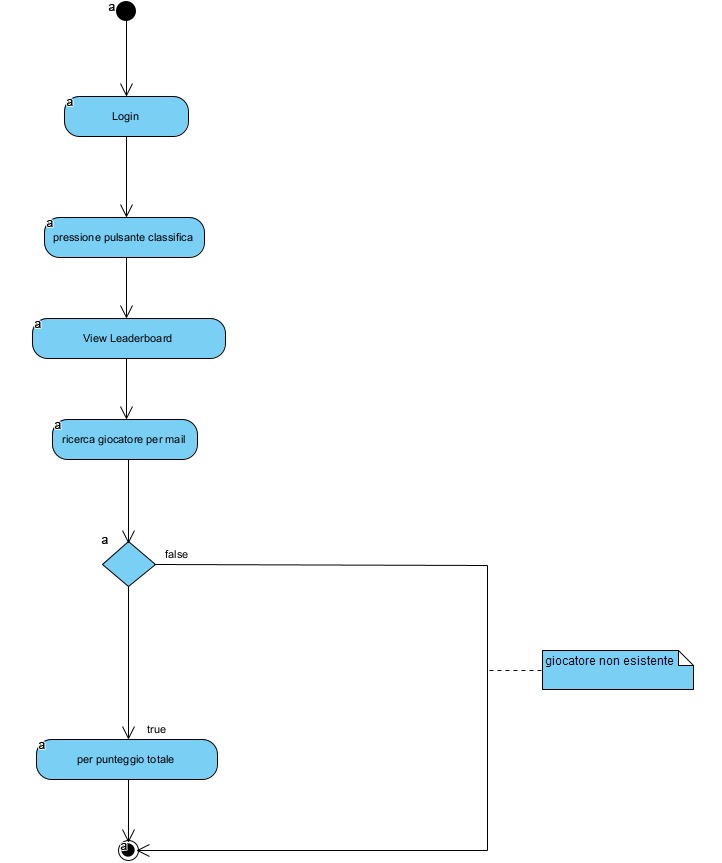 a
a
Login
a
pressione pulsante classifica
a
View Leaderboard
a
ricerca giocatore per mail
a
false
giocatore non esistente
true
a
per punteggio totale
a